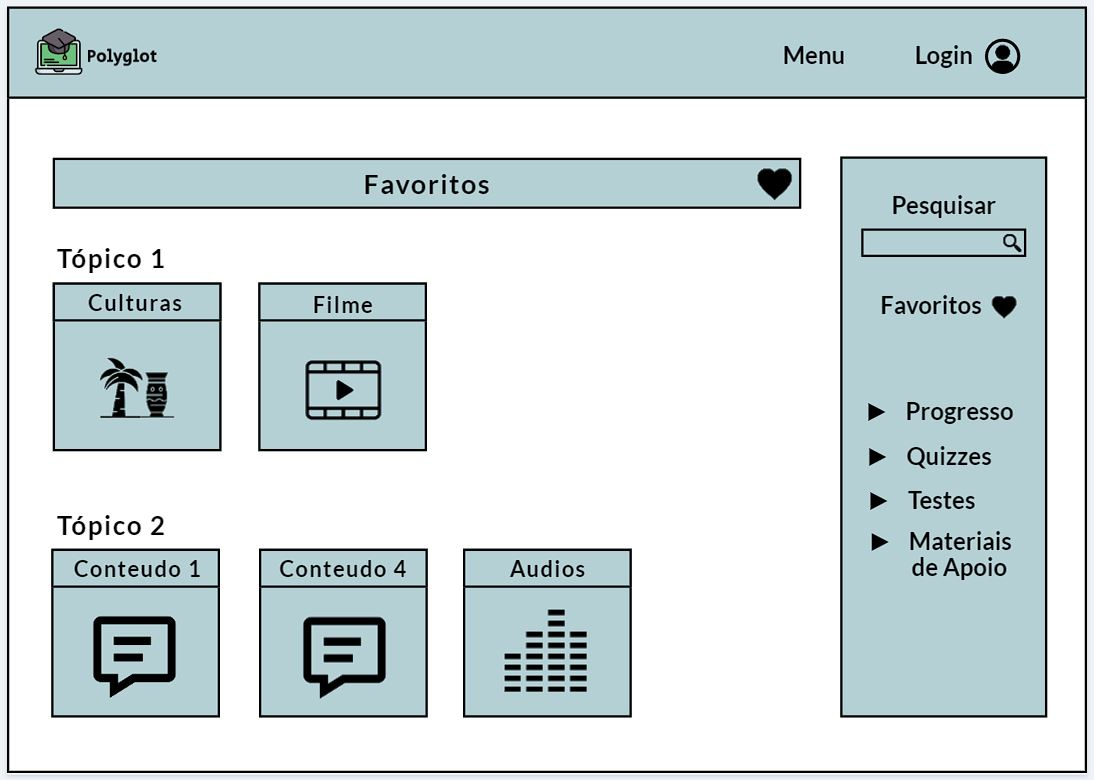 Polyglot
Menu
Login
Favoritos
Tópico 1
Culturas
Filme
Tópico 2
Conteudo 1
Conteudo 4
Audios
Pesquisar
Favoritos
Progresso
Quizzes
Testes
Materiais
de Apoio